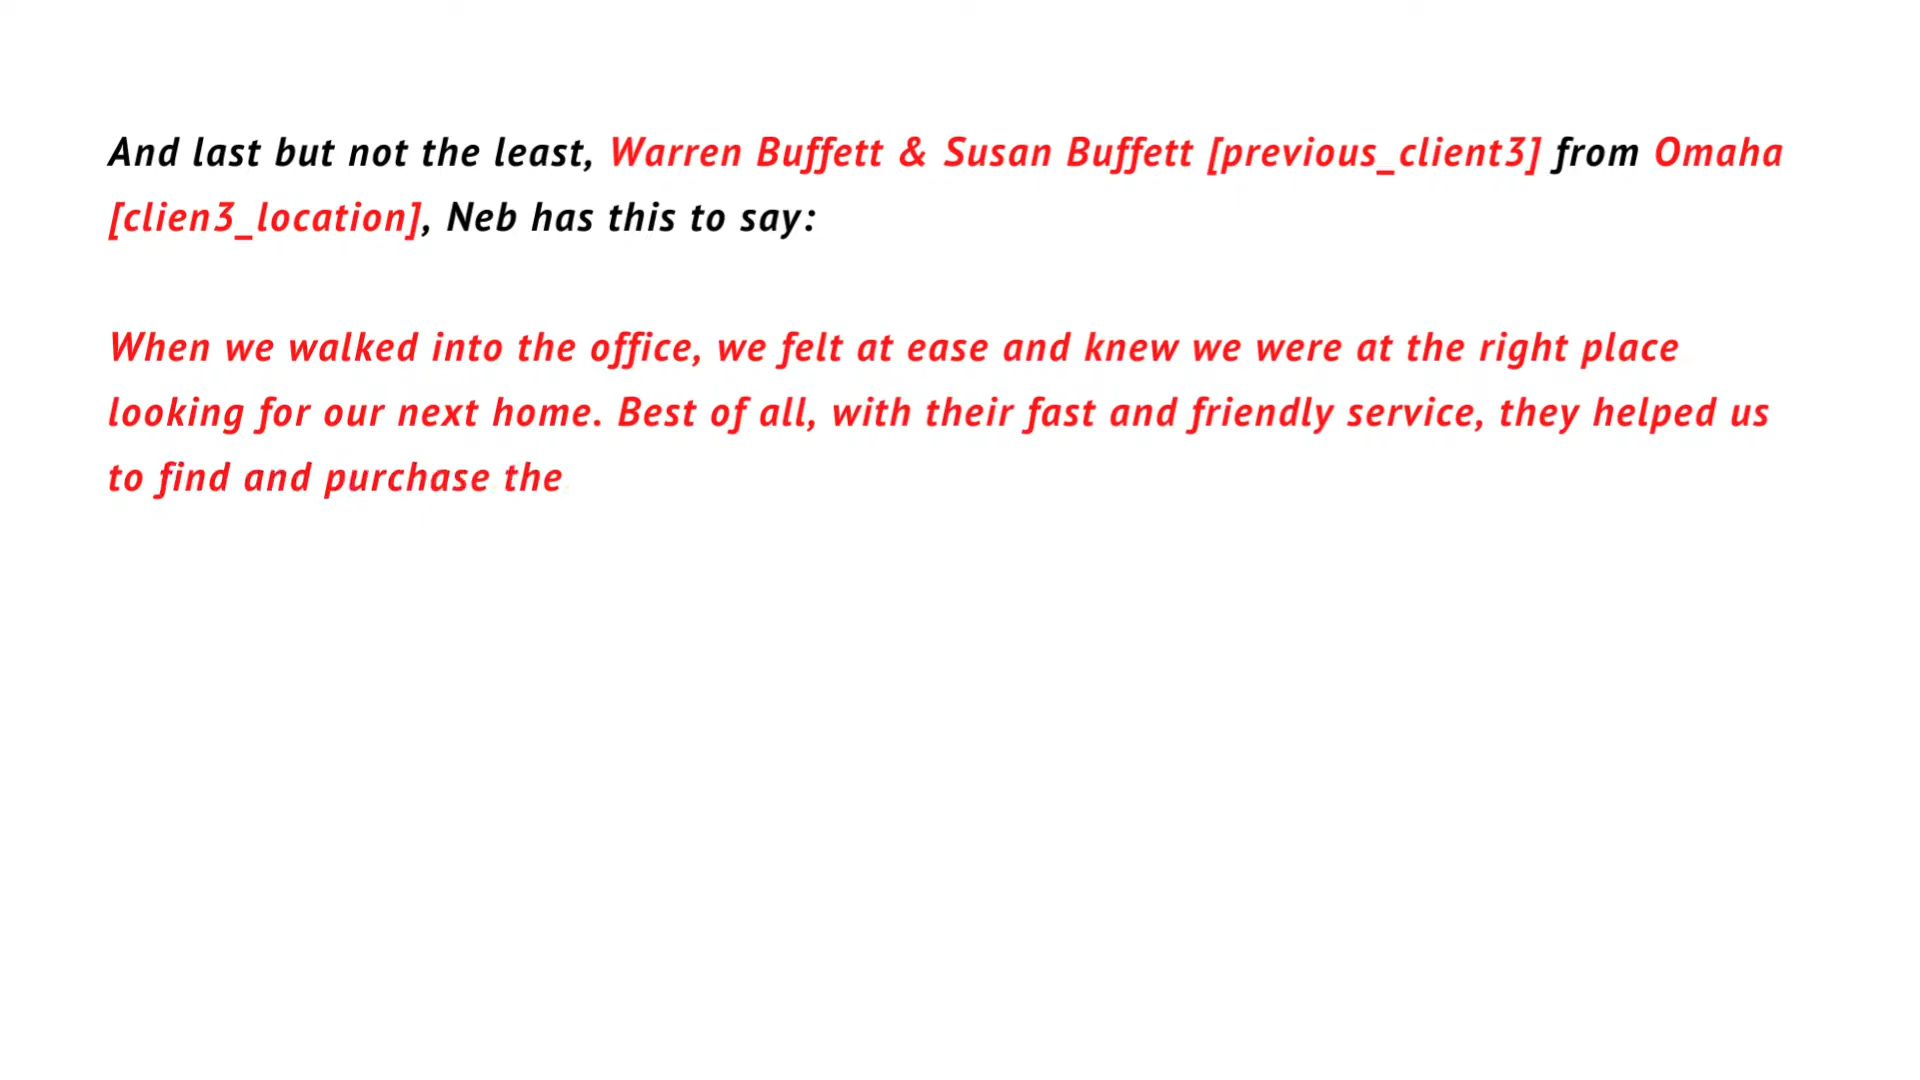 And last but not the least, Warren Buffett & Susan Buffett [previous_client3] from Omaha
[clien3_location], Neb has this to say:
When we walked into the office, we felt at ease and knew we were at the right place
looking for our next home. Best of all, with their fast and friendly service, they helped us
to find and purchase the